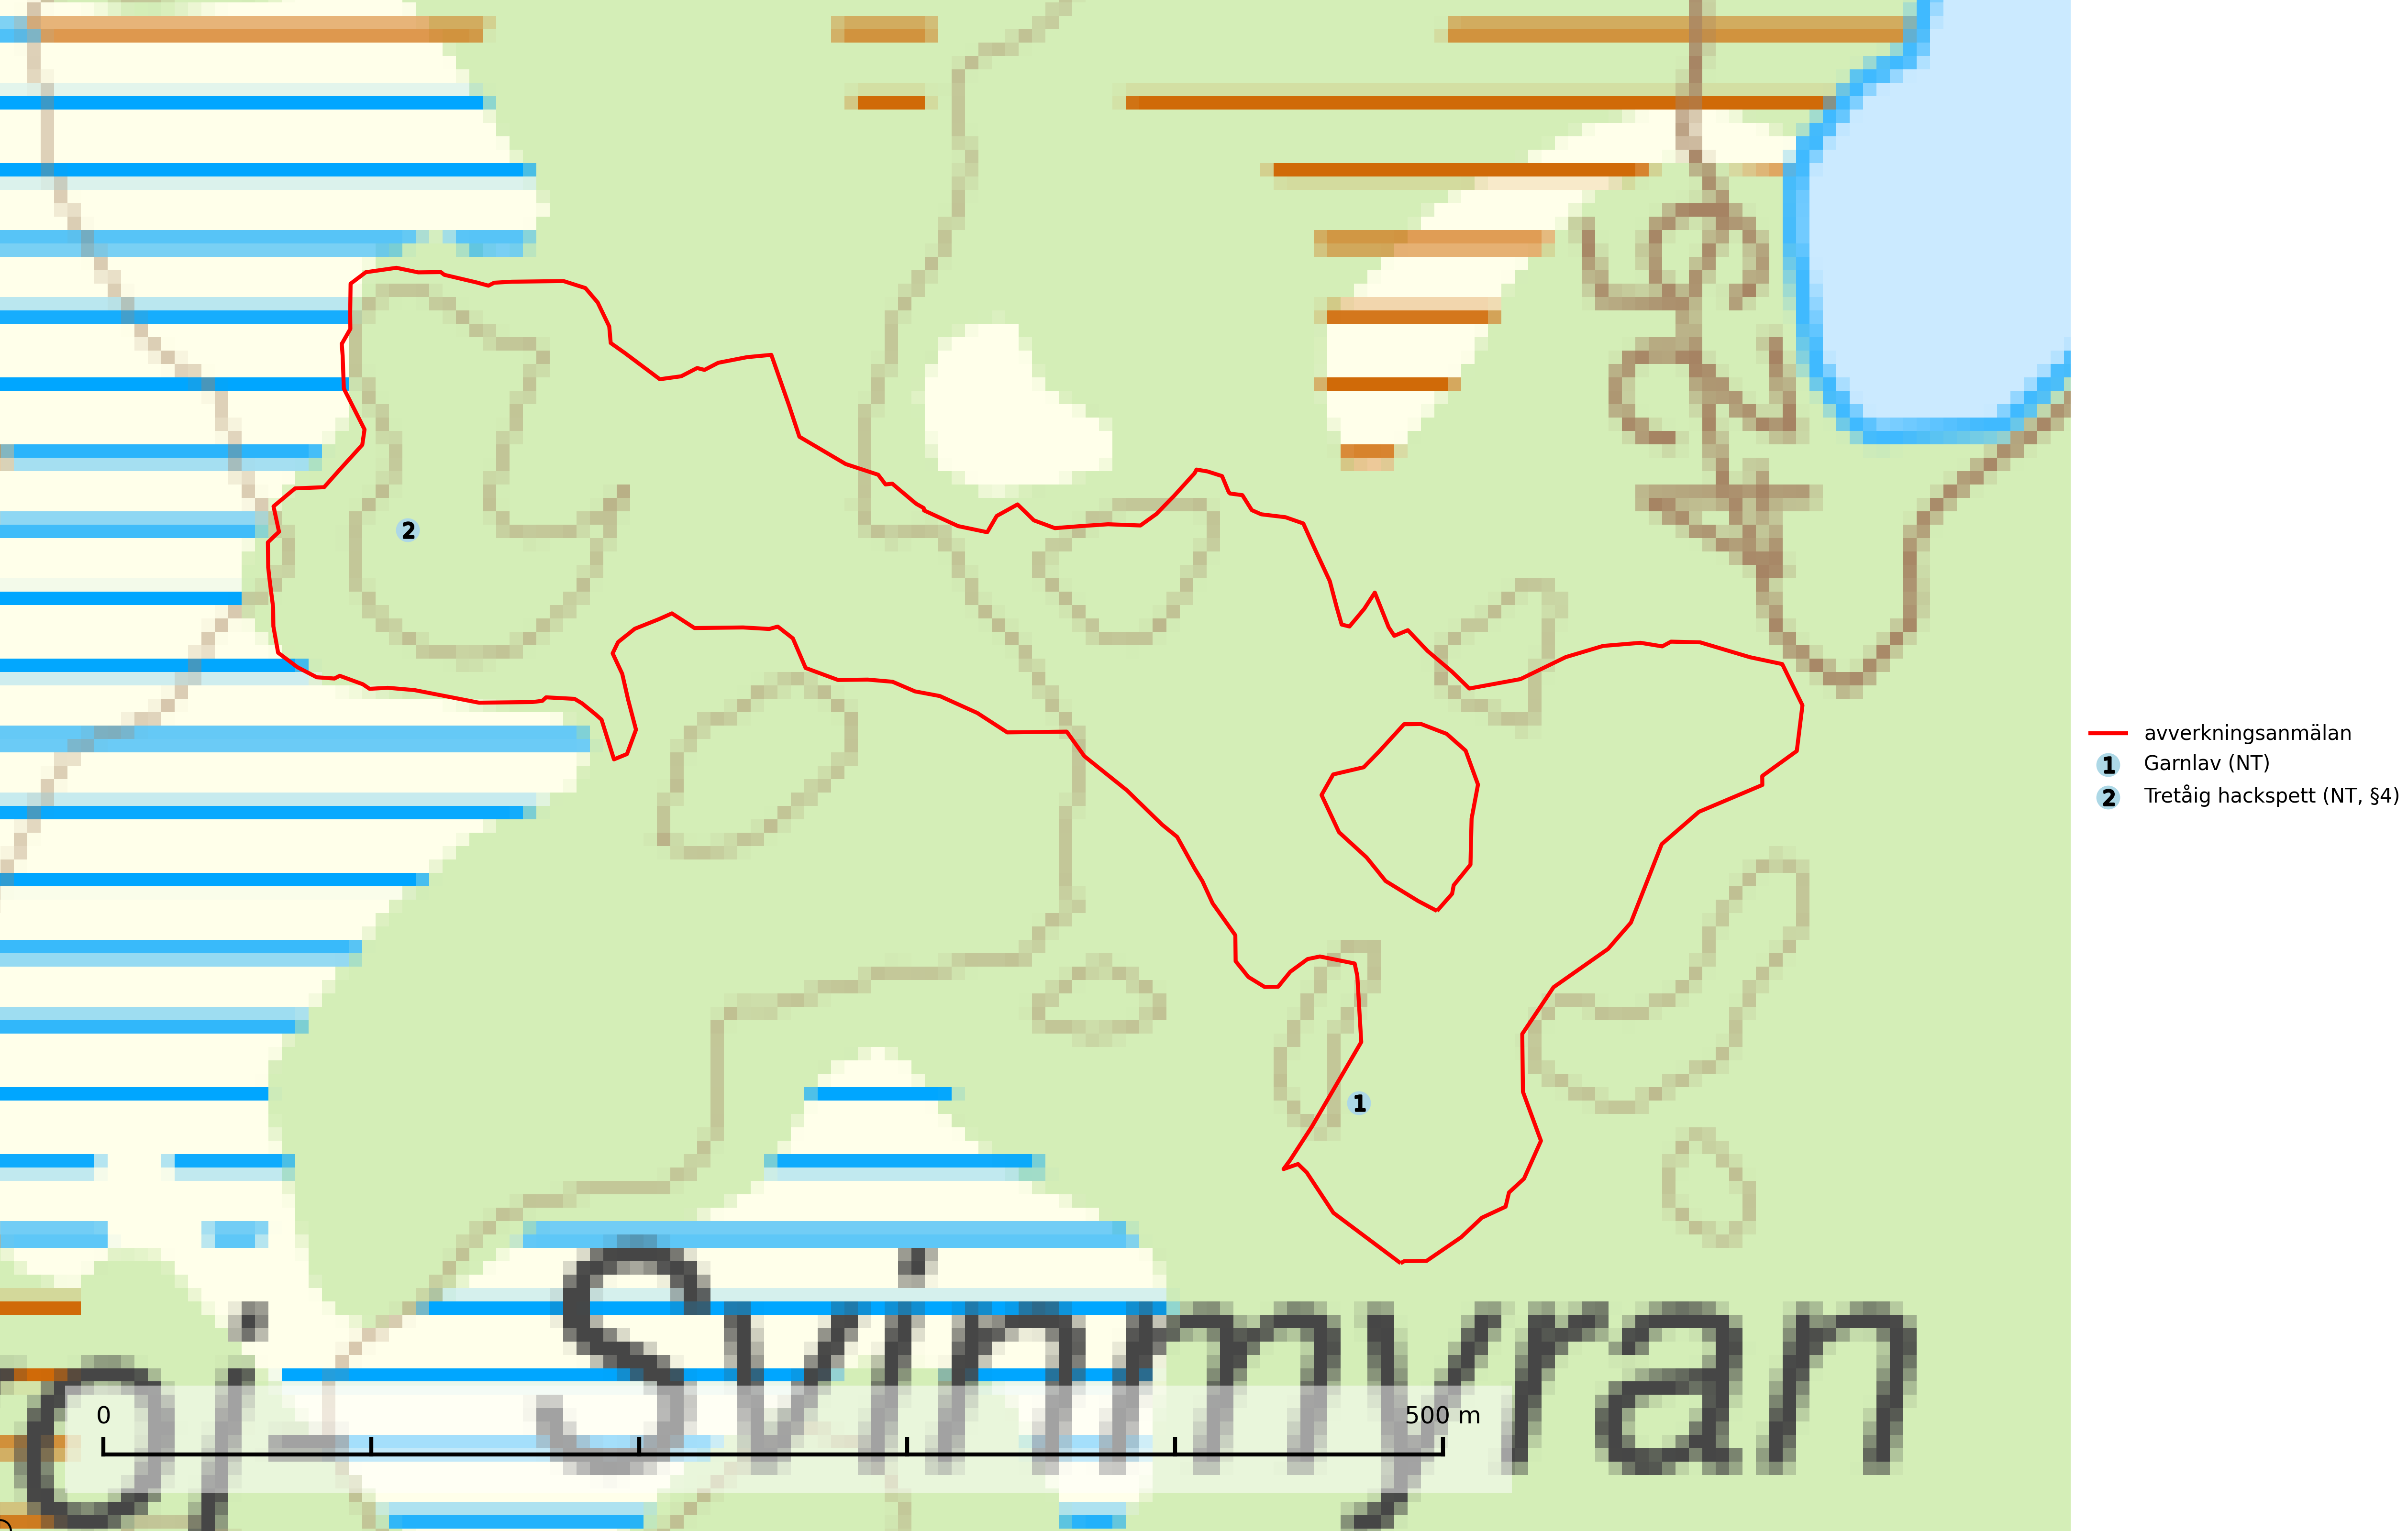 2
avverkningsanmälan
1 Garnlav (NT)
2 Tretåig hackspett (NT, §4)
1
Svinmyran
0 500 m